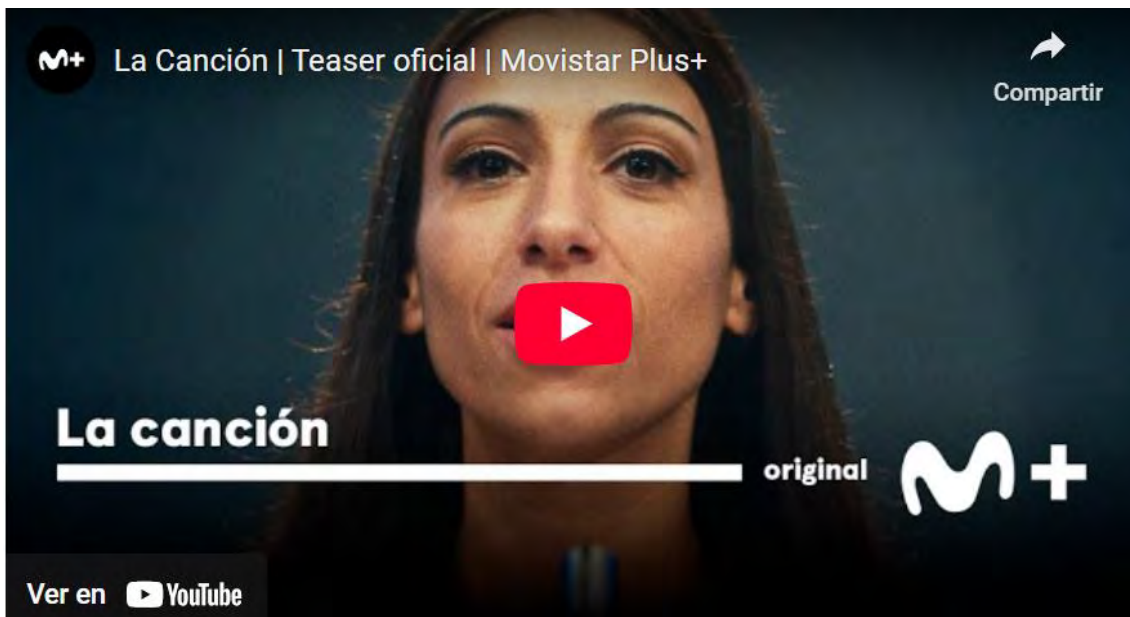 M+ La Canción | Teaser oficial | Movistar Plus+
Compartir
La canción
original M+
Ver en YouTube